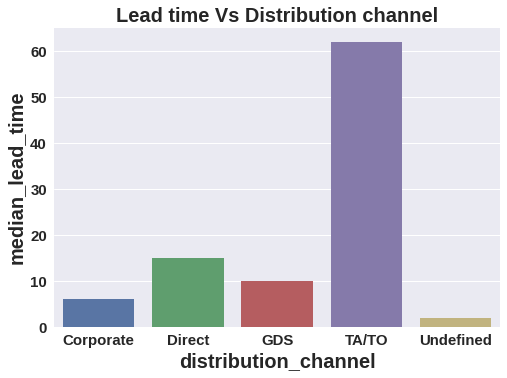 Lead time Vs Distribution channel
median_lead_time
60
50
40
30
20
10
0
Corporate Direct GDS TA/TO Undefined
distribution_channel